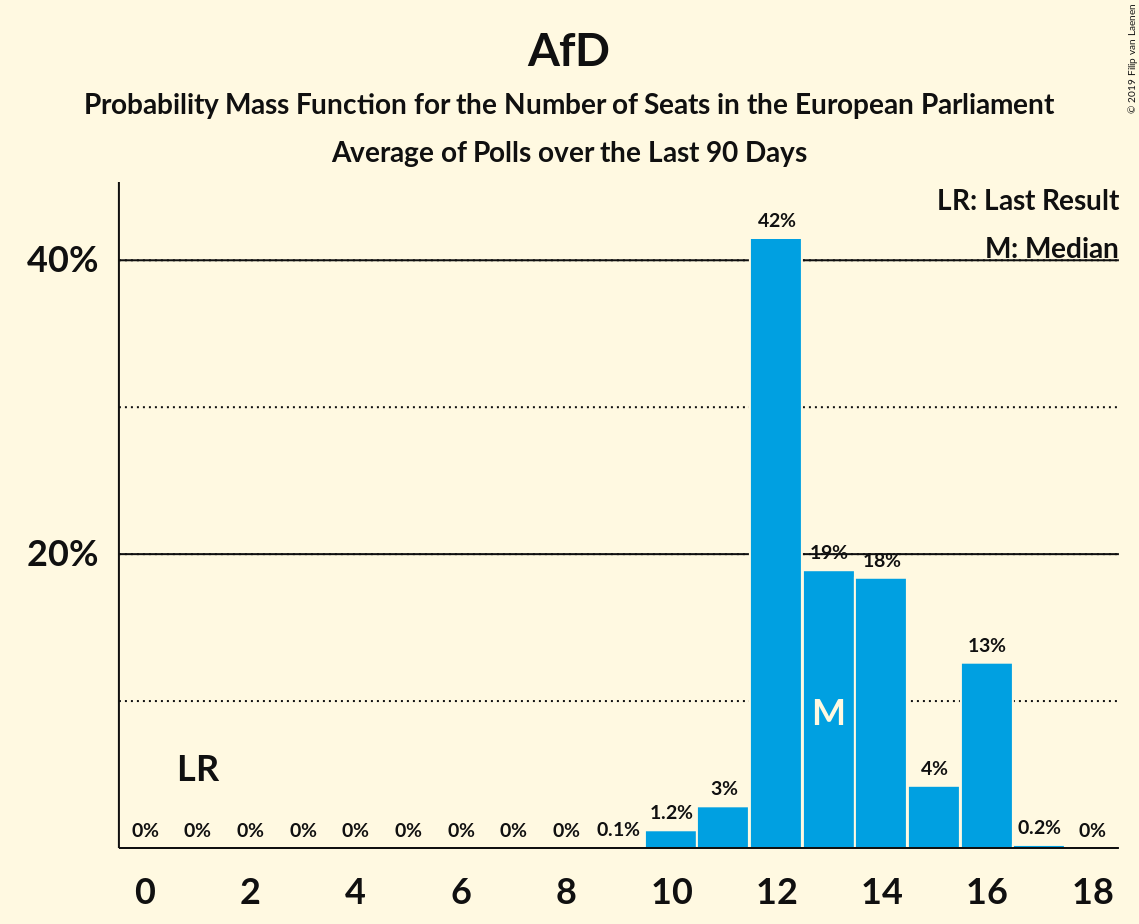 AfD
Probability Mass Function for the Number of Seats in the European Parliament
Average of Polls over the Last 90 Days
© 2019 Filip van Laenen
LR: Last Result
M: Median
40%
20%
42%
19%
18%
13%
M
LR
4%
3%
1.2%
0% 0% 0% 0% 0% 0% 0% 0% 0% 0.1% 0.2% 0%
0 2 4 6 8 10 12 14 16 18